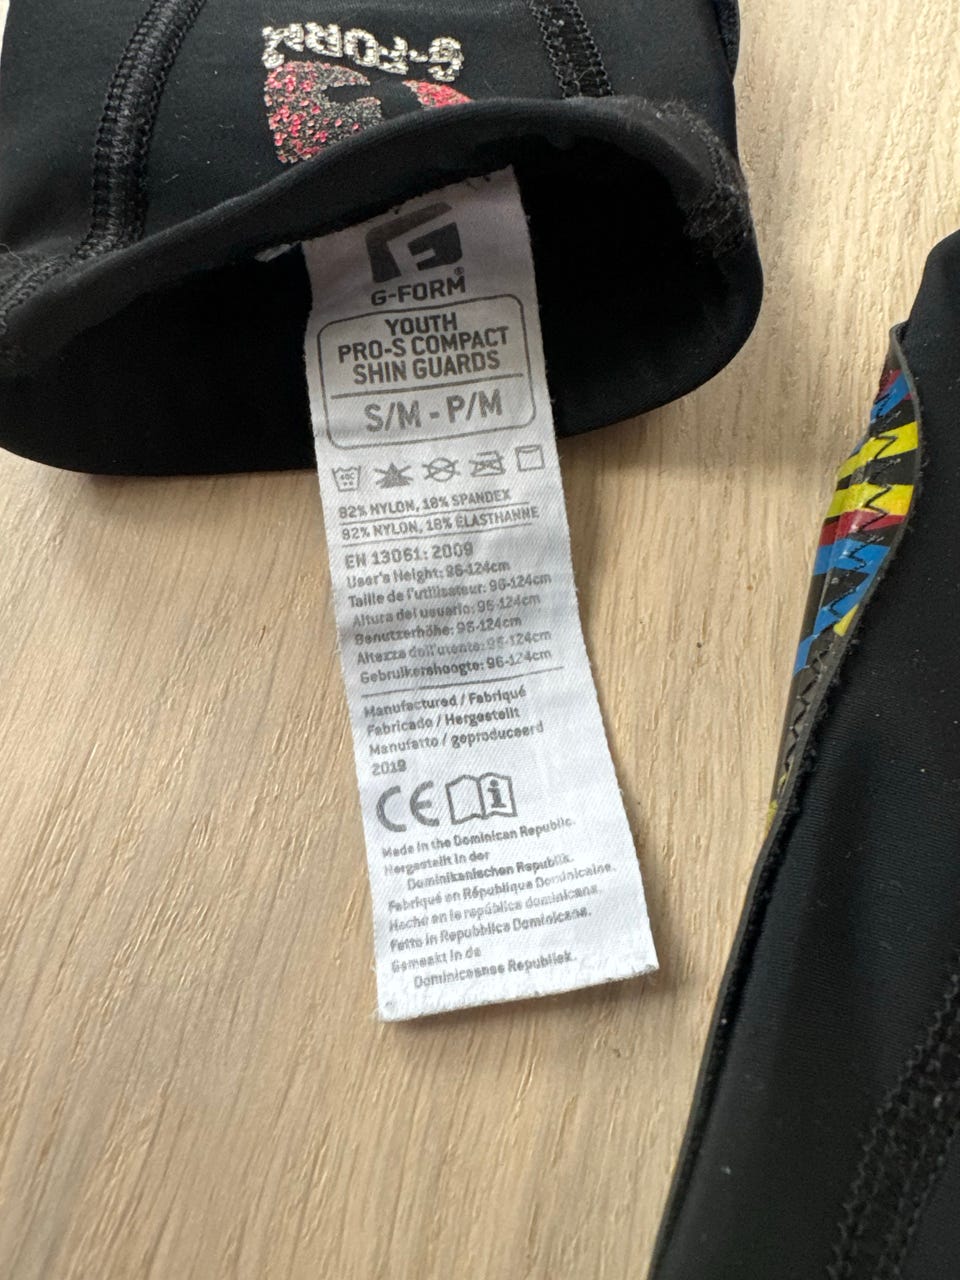 G-FORM
G-FORM®
YOUTH
PRO-S COMPACT
SHIN GUARDS
S/M - P/M
40C
82% NYLON, 18% SPANDEX
82% NYLON, 18% ÉLASTHANNE
EN 13061: 2009
User's Height: 96-124cm
Taille de l'utilisateur: 96-124cm
Altura del usuario: 96-124cm
Benutzerhöhe: 96-124cm
Altezza dell'utente: 96-124cm
Gebruikershoogte: 96-124cm
Manufactured / Fabriqué
Fabricado / Hergestellt
Manufatto / geproduceerd
2019
CE i
Made in the Dominican Republic.
Hergestellt in der
Dominikanischen Republik.
Fabriqué en République Dominicaine.
Hecho en la república dominicana.
Fatto in Repubblica Dominicana.
Gemaakt in de
Dominicaanse Republiek.